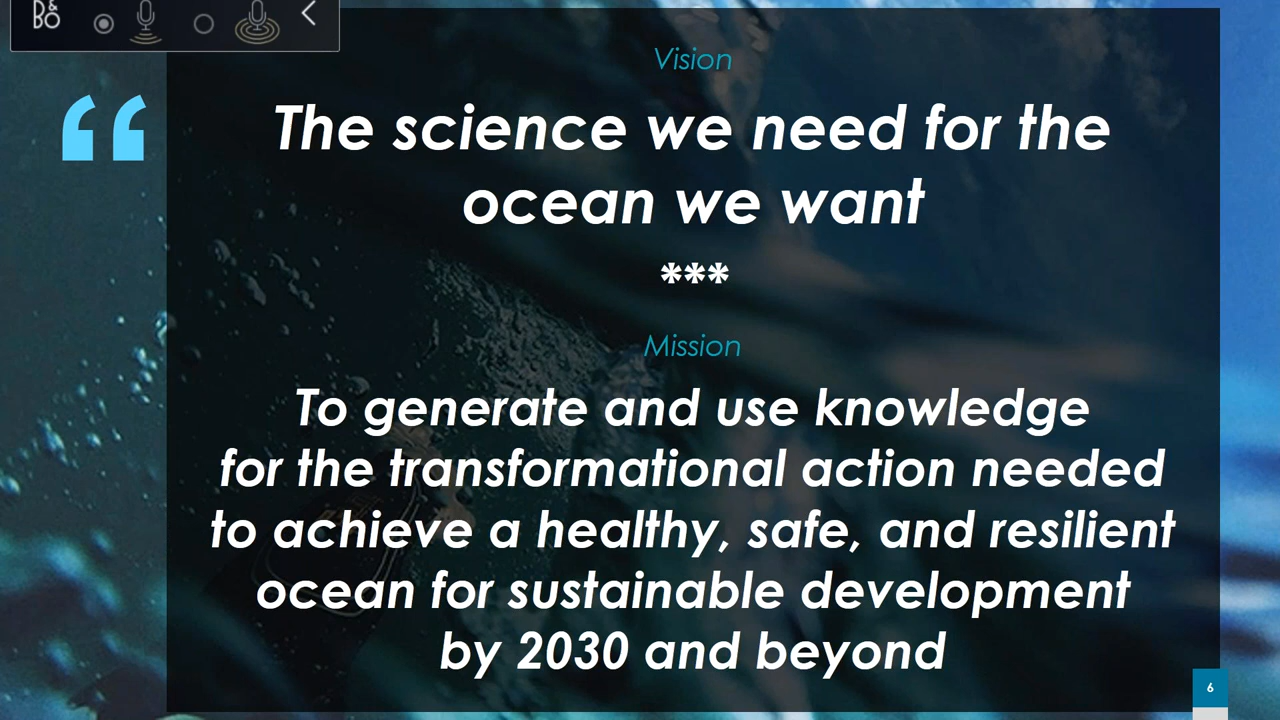 B&
BO
“
Vision
The science we need for the
ocean we want
***
Mission
To generate and use knowledge
for the transformational action needed
to achieve a healthy, safe, and resilient
ocean for sustainable development
by 2030 and beyond
6